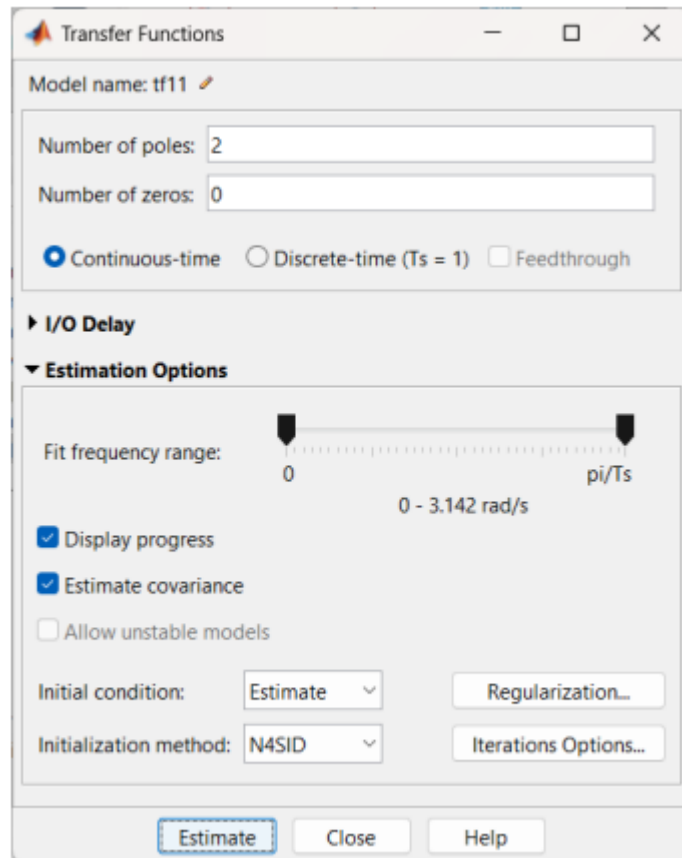 Transfer Functions
Model name: tf11
Number of poles: 2
Number of zeros: 0
Continuous-time Discrete-time (Ts = 1) Feedthrough
I/O Delay
Estimation Options
Fit frequency range:
0 pi/Ts
0 - 3.142 rad/s
Display progress
Estimate covariance
Allow unstable models
Initial condition: Estimate Regularization...
Initialization method: N4SID Iterations Options...
Estimate Close Help